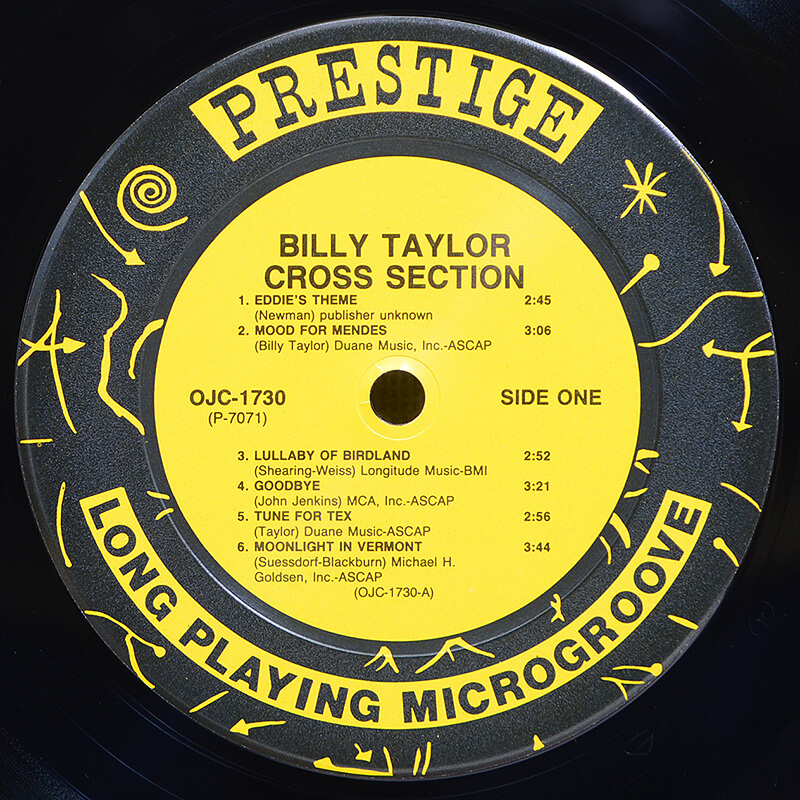 PRESTIGE
BILLY TAYLOR
CROSS SECTION
1. EDDIE'S THEME 2:45
(Newman) publisher unknown
2. MOOD FOR MENDES 3:06
(Billy Taylor) Duane Music, Inc.-ASCAP
OJC-1730 SIDE ONE
(P-7071)
3. LULLABY OF BIRDLAND 2:52
(Shearing-Weiss) Longitude Music-BMI
4. GOODBYE 3:21
(John Jenkins) MCA, Inc.-ASCAP
5. TUNE FOR TEX 2:56
(Taylor) Duane Music-ASCAP
6. MOONLIGHT IN VERMONT 3:44
(Suessdorf-Blackburn) Michael H.
Goldsen, Inc.-ASCAP
(OJC-1730-A)
LONG PLAYING MICROGROOVE